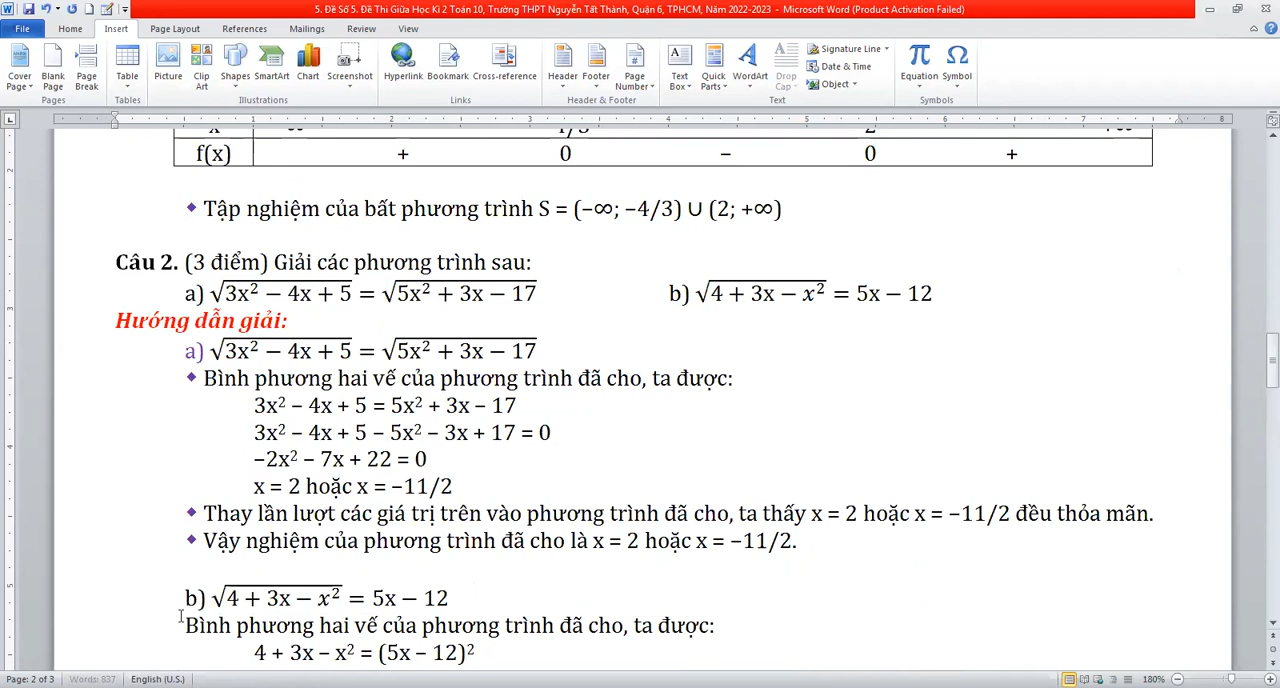 5. Đề Số 5. Đề Thi Giữa Học Kì 2 Toán 10, Trường THPT Nguyễn Tất Thành, Quận 6, TPHCM, Năm 2022-2023 - Microsoft Word (Product Activation Failed)
File Home Insert Page Layout References Mailings Review View
Cover Page Blank Page Page Break Table Picture Clip Art Shapes SmartArt Chart Screenshot Hyperlink Bookmark Cross-reference Header Footer Page Number Text Box Quick Parts WordArt Drop Cap Signature Line Date & Time Object Equation Symbol
Pages Tables Illustrations Links Header & Footer Text Symbols
1 2 3 4 5 6 7 8
f(x) + 0 − 0 +
Tập nghiệm của bất phương trình S = (−∞; −4/3) ∪ (2; +∞)
Câu 2. (3 điểm) Giải các phương trình sau:
a) √3x² − 4x + 5 = √5x² + 3x − 17 b) √4 + 3x − x² = 5x − 12
Hướng dẫn giải:
a) √3x² − 4x + 5 = √5x² + 3x − 17
Bình phương hai vế của phương trình đã cho, ta được:
3x² − 4x + 5 = 5x² + 3x − 17
3x² − 4x + 5 − 5x² − 3x + 17 = 0
−2x² − 7x + 22 = 0
x = 2 hoặc x = −11/2
Thay lần lượt các giá trị trên vào phương trình đã cho, ta thấy x = 2 hoặc x = −11/2 đều thỏa mãn.
Vậy nghiệm của phương trình đã cho là x = 2 hoặc x = −11/2.
b) √4 + 3x − x² = 5x − 12
Bình phương hai vế của phương trình đã cho, ta được:
4 + 3x − x² = (5x − 12)²
Page: 2 of 3 Words: 837 English (U.S.) 180%